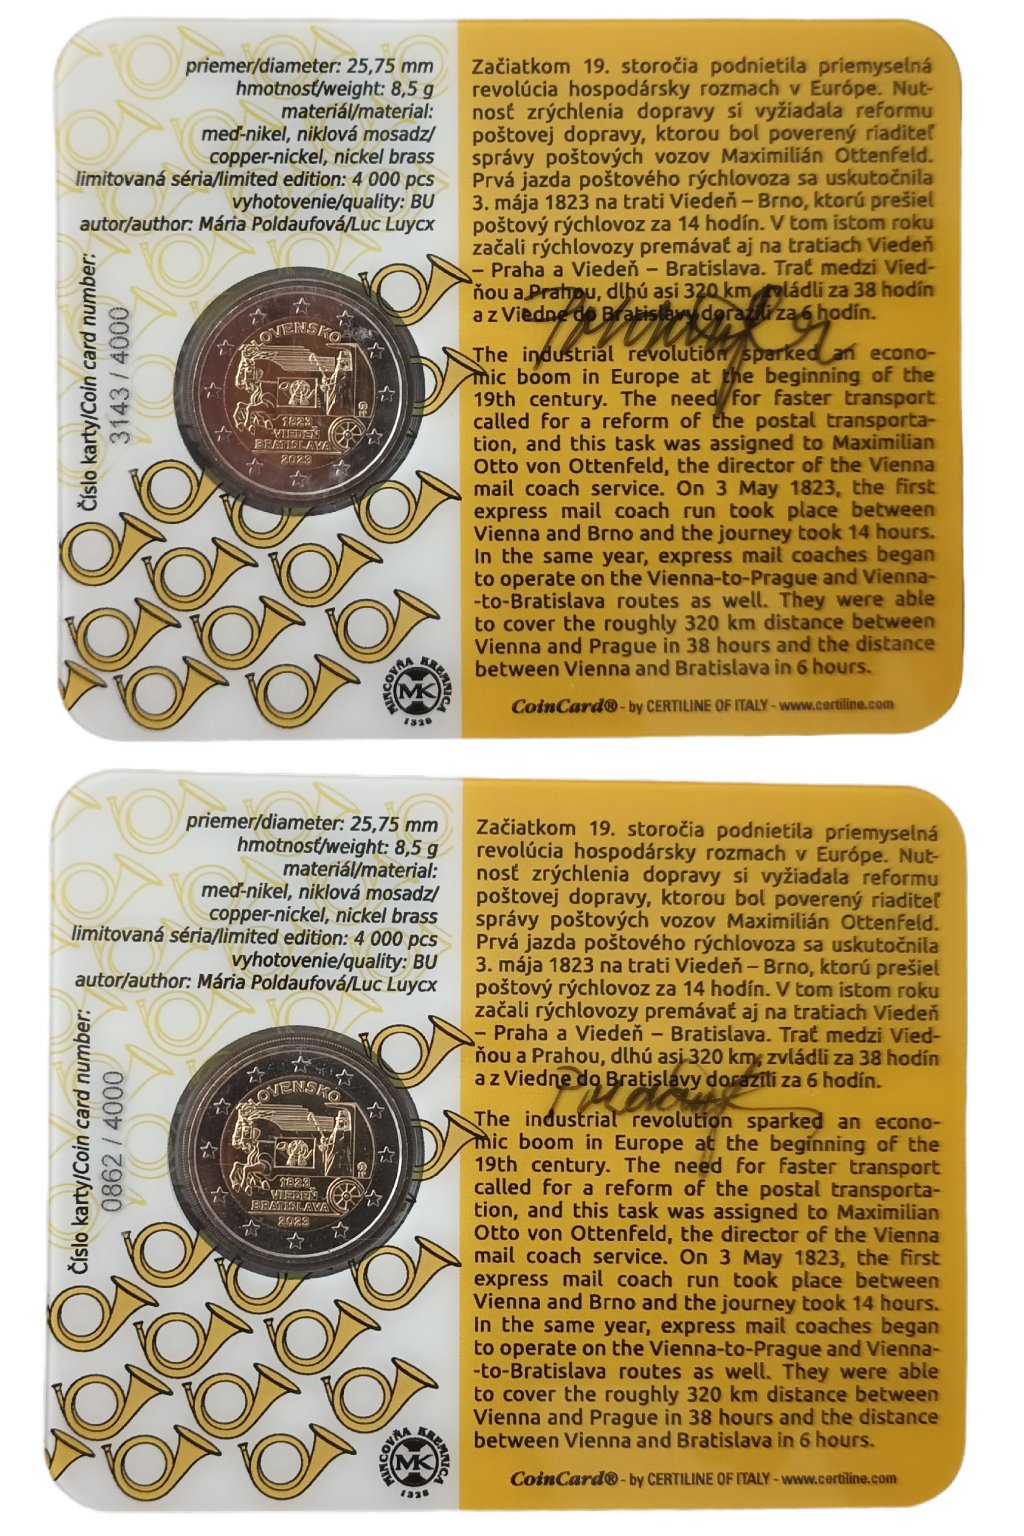 priemer/diameter: 25,75 mm
hmotnosť/weight: 8,5 g
materiál/material:
meď-nikel, niklová mosadz/
copper-nickel, nickel brass
limitovaná séria/limited edition: 4 000 pcs
vyhotovenie/quality: BU
autor/author: Mária Poldaufová/Luc Luycx
Číslo karty/Coin card number:
3143 / 4000
SLOVENSKO
1823
VIEDEŇ
BRATISLAVA
2023
MINCOVŇA KREMNICA
MK
1328
Začiatkom 19. storočia podnietila priemyselná
revolúcia hospodársky rozmach v Európe. Nut-
nosť zrýchlenia dopravy si vyžiadala reformu
poštovej dopravy, ktorou bol poverený riaditeľ
správy poštových vozov Maximilián Ottenfeld.
Prvá jazda poštového rýchlovoza sa uskutočnila
3. mája 1823 na trati Viedeň – Brno, ktorú prešiel
poštový rýchlovoz za 14 hodín. V tom istom roku
začali rýchlovozy premávať aj na tratiach Viedeň
– Praha a Viedeň – Bratislava. Trať medzi Vied-
ňou a Prahou, dlhú asi 320 km, zvládli za 38 hodín
a z Viedne do Bratislavy dorazili za 6 hodín.
The industrial revolution sparked an econo-
mic boom in Europe at the beginning of the
19th century. The need for faster transport
called for a reform of the postal transporta-
tion, and this task was assigned to Maximilian
Otto von Ottenfeld, the director of the Vienna
mail coach service. On 3 May 1823, the first
express mail coach run took place between
Vienna and Brno and the journey took 14 hours.
In the same year, express mail coaches began
to operate on the Vienna-to-Prague and Vienna-
-to-Bratislava routes as well. They were able
to cover the roughly 320 km distance between
Vienna and Prague in 38 hours and the distance
between Vienna and Bratislava in 6 hours.
CoinCard® - by CERTILINE OF ITALY - www.certiline.com
priemer/diameter: 25,75 mm
hmotnosť/weight: 8,5 g
materiál/material:
meď-nikel, niklová mosadz/
copper-nickel, nickel brass
limitovaná séria/limited edition: 4 000 pcs
vyhotovenie/quality: BU
autor/author: Mária Poldaufová/Luc Luycx
Číslo karty/Coin card number:
0862 / 4000
SLOVENSKO
1823
VIEDEŇ
BRATISLAVA
2023
MINCOVŇA KREMNICA
MK
1328
Začiatkom 19. storočia podnietila priemyselná
revolúcia hospodársky rozmach v Európe. Nut-
nosť zrýchlenia dopravy si vyžiadala reformu
poštovej dopravy, ktorou bol poverený riaditeľ
správy poštových vozov Maximilián Ottenfeld.
Prvá jazda poštového rýchlovoza sa uskutočnila
3. mája 1823 na trati Viedeň – Brno, ktorú prešiel
poštový rýchlovoz za 14 hodín. V tom istom roku
začali rýchlovozy premávať aj na tratiach Viedeň
– Praha a Viedeň – Bratislava. Trať medzi Vied-
ňou a Prahou, dlhú asi 320 km, zvládli za 38 hodín
a z Viedne do Bratislavy dorazili za 6 hodín.
The industrial revolution sparked an econo-
mic boom in Europe at the beginning of the
19th century. The need for faster transport
called for a reform of the postal transporta-
tion, and this task was assigned to Maximilian
Otto von Ottenfeld, the director of the Vienna
mail coach service. On 3 May 1823, the first
express mail coach run took place between
Vienna and Brno and the journey took 14 hours.
In the same year, express mail coaches began
to operate on the Vienna-to-Prague and Vienna-
-to-Bratislava routes as well. They were able
to cover the roughly 320 km distance between
Vienna and Prague in 38 hours and the distance
between Vienna and Bratislava in 6 hours.
CoinCard® - by CERTILINE OF ITALY - www.certiline.com